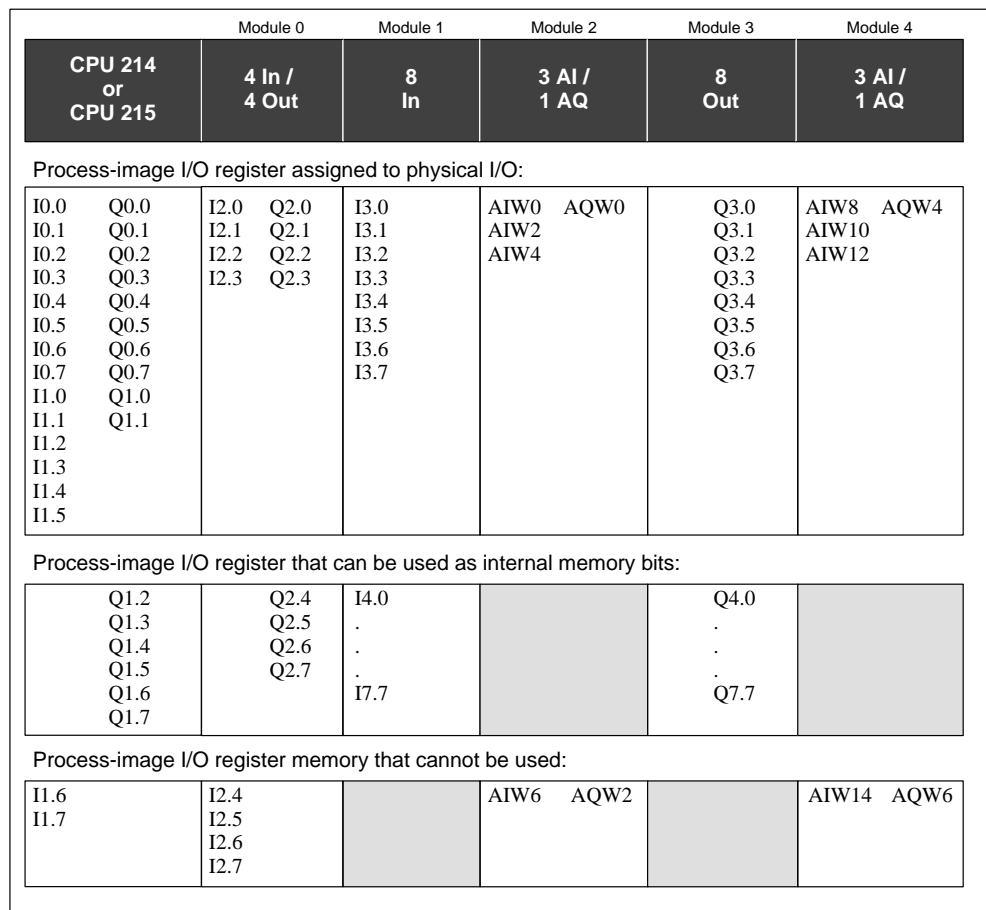 Module 0 Module 1 Module 2 Module 3 Module 4
CPU 214 or CPU 215 4 In / 4 Out 8 In 3 AI / 1 AQ 8 Out 3 AI / 1 AQ
Process-image I/O register assigned to physical I/O:
I0.0 Q0.0 I2.0 Q2.0 I3.0 AIW0 AQW0 Q3.0 AIW8 AQW4
I0.1 Q0.1 I2.1 Q2.1 I3.1 AIW2 Q3.1 AIW10
I0.2 Q0.2 I2.2 Q2.2 I3.2 AIW4 Q3.2 AIW12
I0.3 Q0.3 I2.3 Q2.3 I3.3 Q3.3
I0.4 Q0.4 I3.4 Q3.4
I0.5 Q0.5 I3.5 Q3.5
I0.6 Q0.6 I3.6 Q3.6
I0.7 Q0.7 I3.7 Q3.7
I1.0 Q1.0
I1.1 Q1.1
I1.2
I1.3
I1.4
I1.5
Process-image I/O register that can be used as internal memory bits:
Q1.2 Q2.4 I4.0 Q4.0
Q1.3 Q2.5 . .
Q1.4 Q2.6 . .
Q1.5 Q2.7 . .
Q1.6 I7.7 Q7.7
Q1.7
Process-image I/O register memory that cannot be used:
I1.6 I2.4 AIW6 AQW2 AIW14 AQW6
I1.7 I2.5
I2.6
I2.7